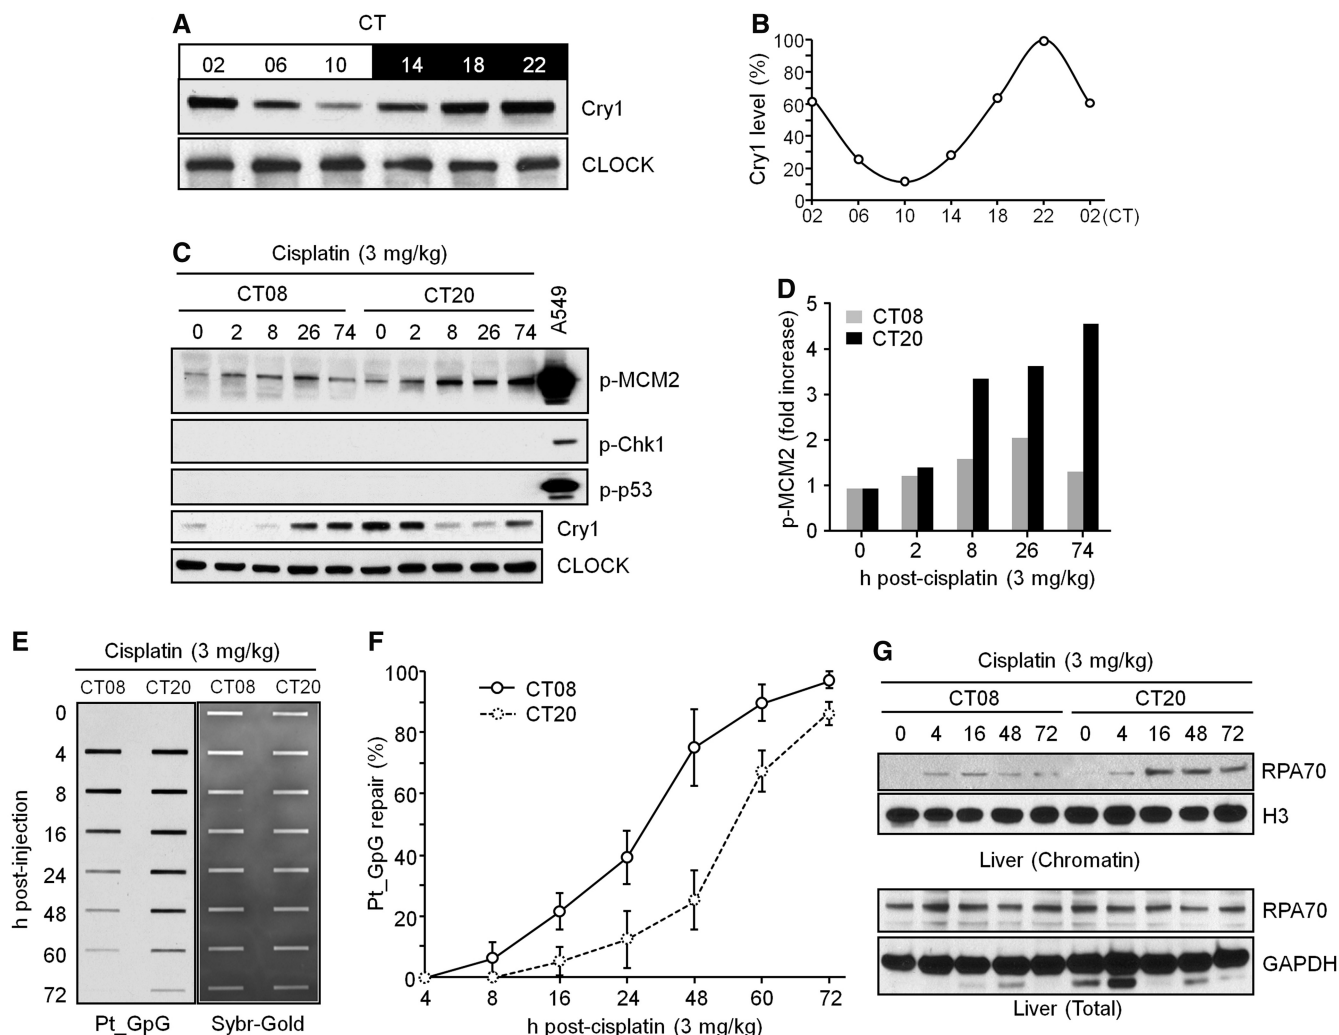 A
CT
02 06 10 14 18 22
Cry1
CLOCK
B
Cry1 level (%)
100
80
60
40
20
0
02 06 10 14 18 22 02 (CT)
C
Cisplatin (3 mg/kg)
CT08 CT20 A549
0 2 8 26 74 0 2 8 26 74
p-MCM2
p-Chk1
p-p53
Cry1
CLOCK
D
p-MCM2 (fold increase)
5
4
3
2
1
0
CT08
CT20
0 2 8 26 74
h post-cisplatin (3 mg/kg)
E
Cisplatin (3 mg/kg)
CT08 CT20 CT08 CT20
h post-injection
0
4
8
16
24
48
60
72
Pt_GpG Sybr-Gold
F
Pt_GpG repair (%)
100
80
60
40
20
0
CT08
CT20
4 8 16 24 48 60 72
h post-cisplatin (3 mg/kg)
G
Cisplatin (3 mg/kg)
CT08 CT20
0 4 16 48 72 0 4 16 48 72
RPA70
H3
Liver (Chromatin)
RPA70
GAPDH
Liver (Total)